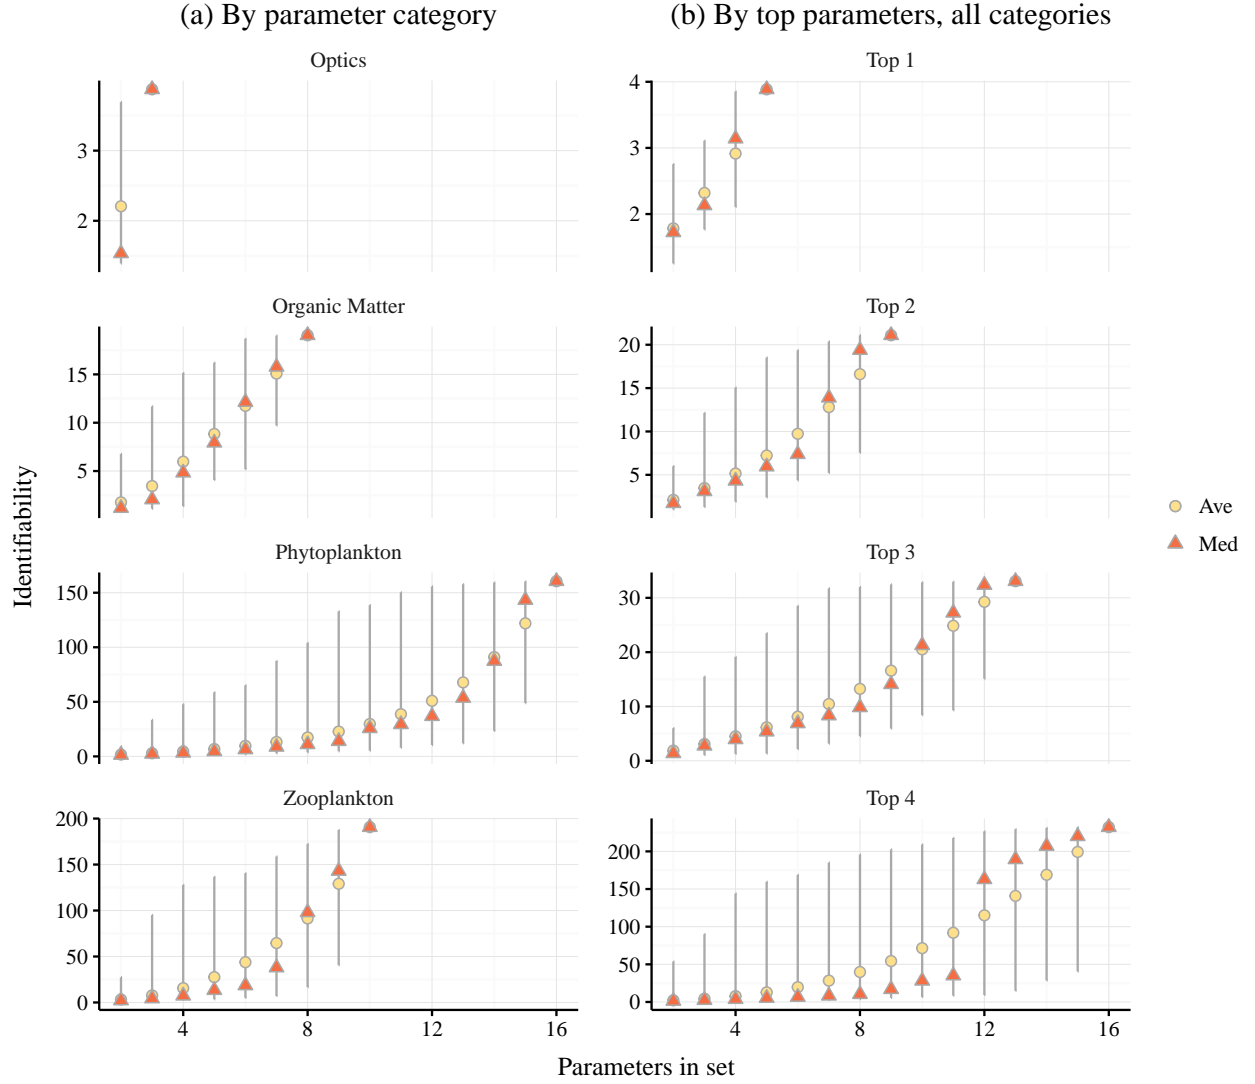 (a) By parameter category
(b) By top parameters, all categories
Optics
3
2
Top 1
4
3
2
Organic Matter
15
10
5
Top 2
20
15
10
5
Phytoplankton
150
100
50
0
Top 3
30
20
10
0
Zooplankton
200
150
100
50
0
4 8 12 16
Top 4
200
150
100
50
0
4 8 12 16
Identifiability
Parameters in set
Ave
Med